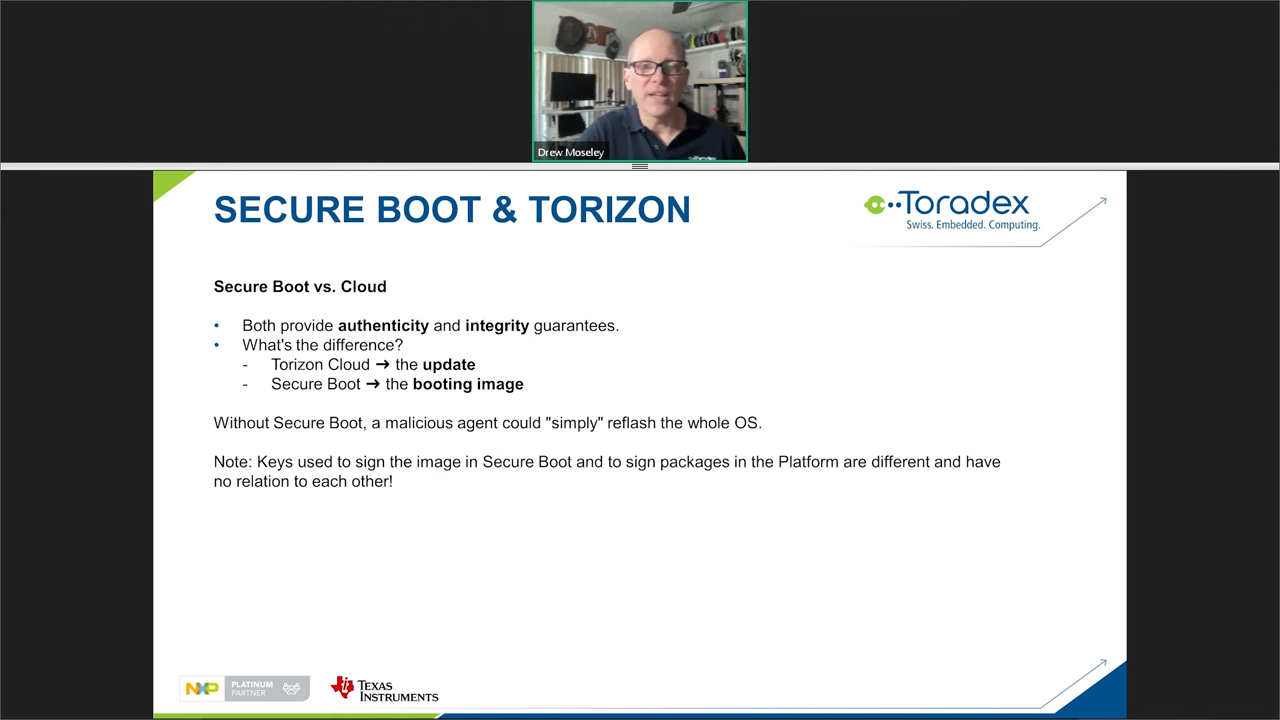 Drew Moseley
SECURE BOOT & TORIZON
Toradex
Swiss. Embedded. Computing.
Secure Boot vs. Cloud
• Both provide authenticity and integrity guarantees.
• What's the difference?
- Torizon Cloud ➔ the update
- Secure Boot ➔ the booting image
Without Secure Boot, a malicious agent could "simply" reflash the whole OS.
Note: Keys used to sign the image in Secure Boot and to sign packages in the Platform are different and have
no relation to each other!
NXP
PLATINUM
PARTNER
TEXAS
INSTRUMENTS